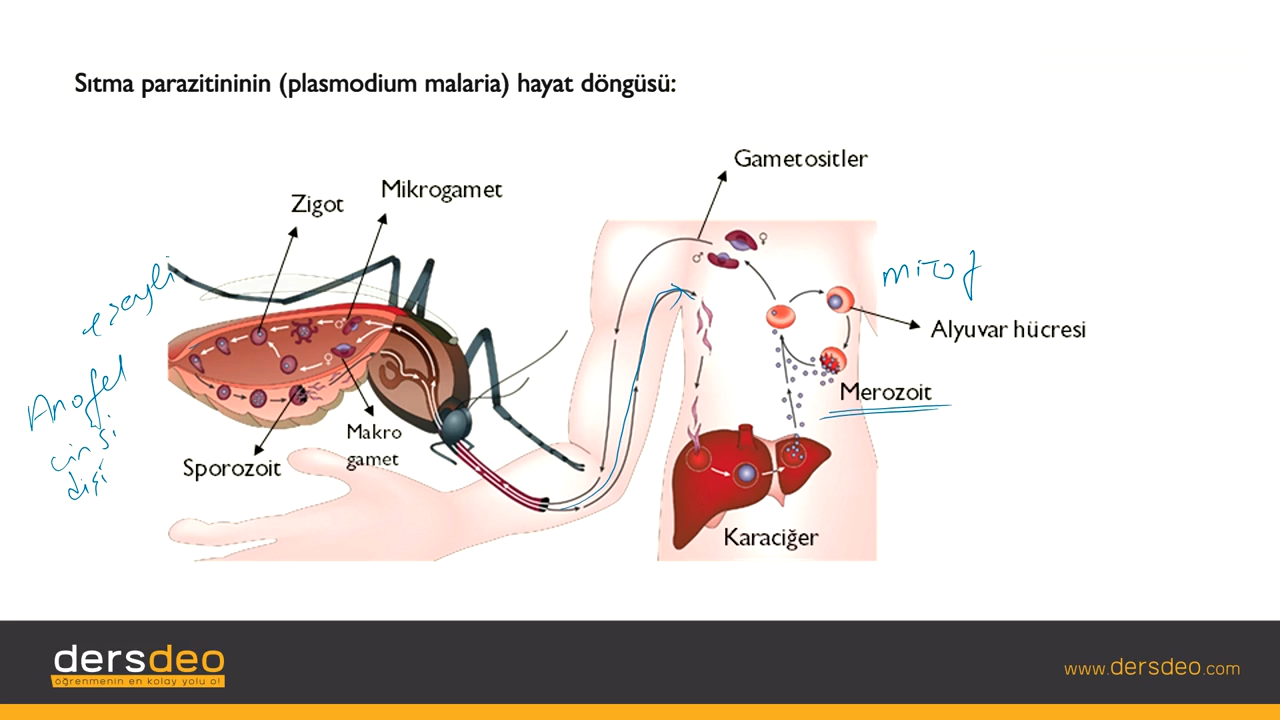 Sıtma parazitininin (plasmodium malaria) hayat döngüsü:
Gametositler
Mikrogamet
Zigot
mitoz
eşeyli
Alyuvar hücresi
Anofel
cinsi
dişi
Merozoit
Makro
gamet
Sporozoit
Karaciğer
♀
♂
♂
♀
dersdeo
öğrenmenin en kolay yolu o!
www.dersdeo.com